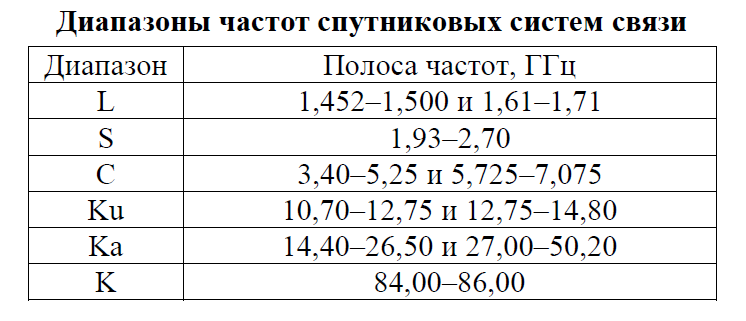 Диапазоны частот спутниковых систем связи
Диапазон Полоса частот, ГГц
L 1,452–1,500 и 1,61–1,71
S 1,93–2,70
C 3,40–5,25 и 5,725–7,075
Ku 10,70–12,75 и 12,75–14,80
Ka 14,40–26,50 и 27,00–50,20
K 84,00–86,00